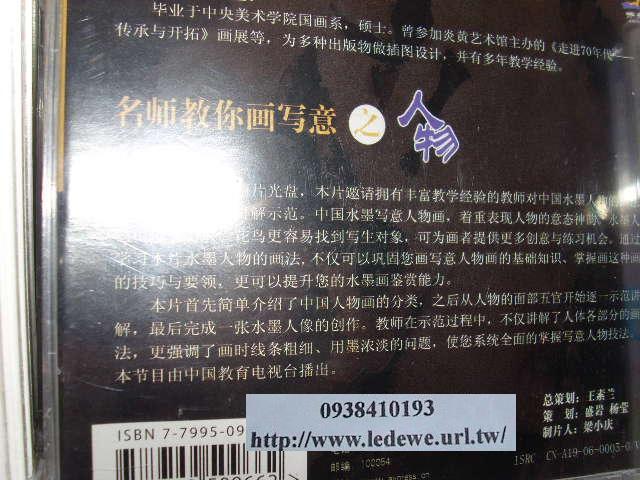 毕业于中央美术学院国画系，硕士。曾参加炎黄艺术馆主办的《走进70年代
传承与开拓》画展等，为多种出版物做插图设计，并有多年教学经验。
名师教你画写意之人物
片光盘，本片邀请拥有丰富教学经验的教师对中国水墨人物
解示范。中国水墨写意人物画，着重表现人物的意态神
花鸟更容易找到写生对象，可为画者提供更多创意与练习机会。通过
学习本片水墨人物的画法，不仅可以巩固您画写意人物画的基础知识、掌握画这种画
的技巧与要领，更可以提升您的水墨画鉴赏能力。
本片首先简单介绍了中国人物画的分类，之后从人物的面部五官开始逐一示范讲
解，最后完成一张水墨人像的创作。教师在示范过程中，不仅讲解了人体各部分的画
法，更强调了画时线条粗细、用墨浓淡的问题，使您系统全面的掌握写意人物技法
本节目由中国教育电视台播出。
总策划：王素兰
策 划：盛岩 杨莹
制片人：梁小庆
0938410193
http://www.ledewe.url.tw/
ISBN 7-7995-09
邮编 100054
ISRC CN-A19-06-0005-0